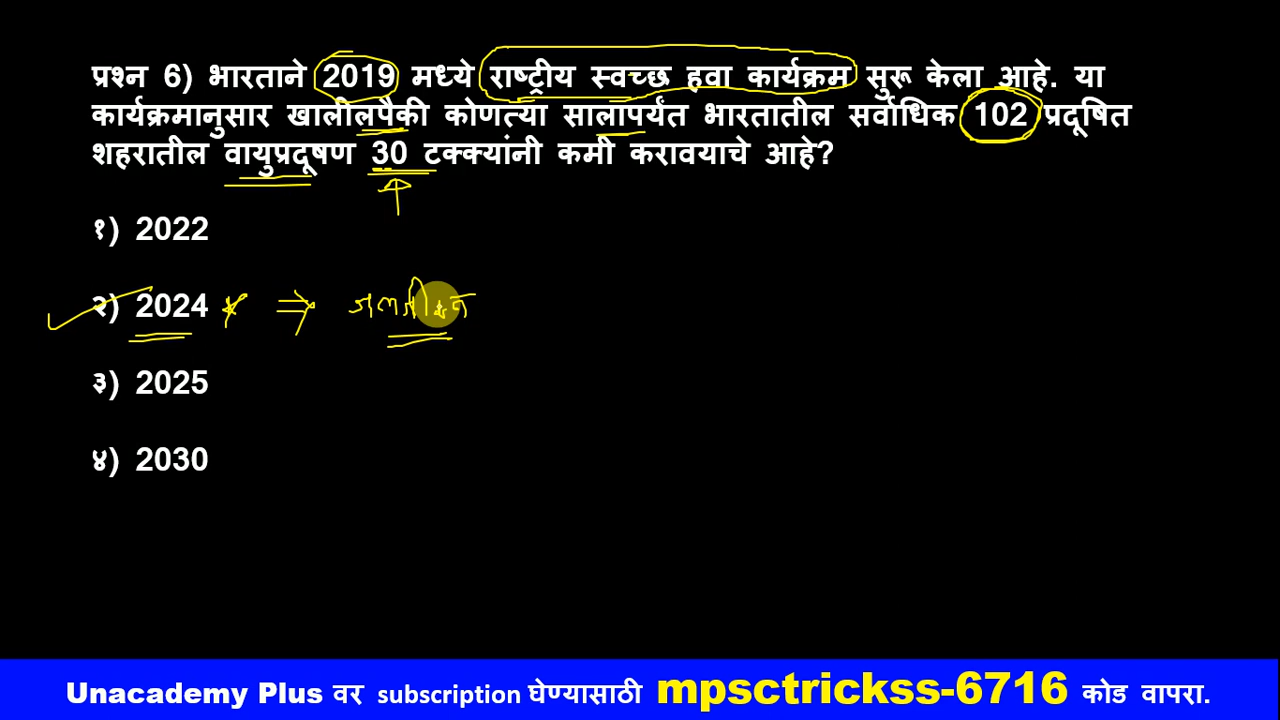 प्रश्न 6) भारताने 2019 मध्ये राष्ट्रीय स्वच्छ हवा कार्यक्रम सुरू केला आहे. या
कार्यक्रमानुसार खालीलपैकी कोणत्या सालापर्यंत भारतातील सर्वाधिक 102 प्रदूषित
शहरातील वायुप्रदूषण 30 टक्क्यांनी कमी करावयाचे आहे?
१) 2022
२) 2024
३) 2025
४) 2030
Unacademy Plus वर subscription घेण्यासाठी mpsctrickss-6716 कोड वापरा.